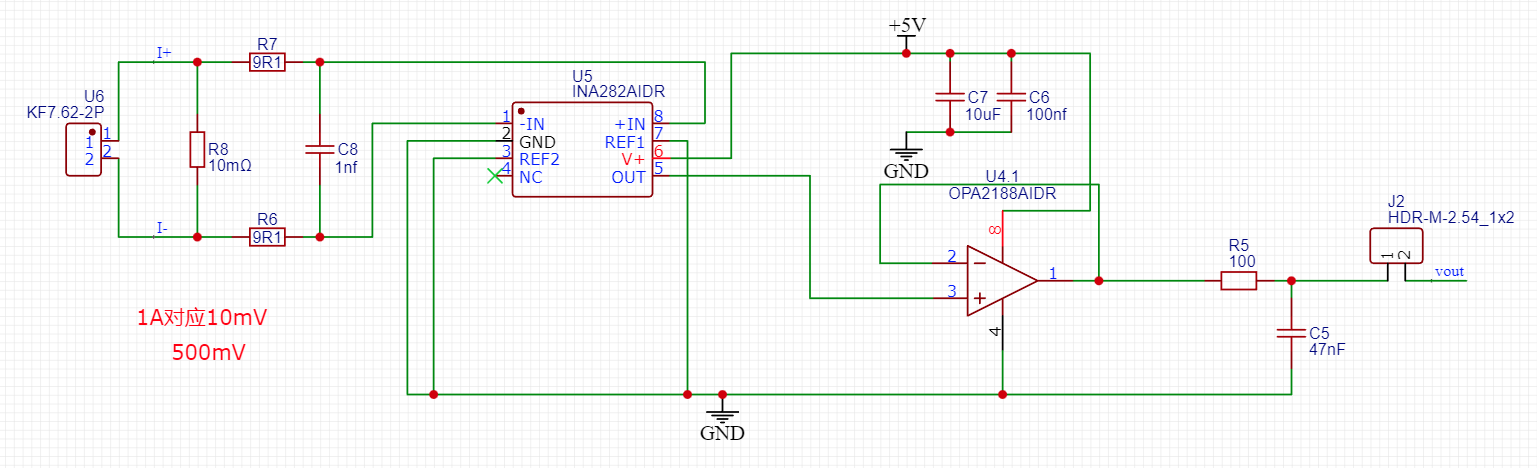 +5V
I+
R7
9R1
U5
INA282AIDR
U6
KF7.62-2P
1
2
1
2
R8
10mΩ
C8
1nf
1
2
3
4
-IN
GND
REF2
NC
+IN
REF1
V+
OUT
8
7
6
5
C7
10uF
C6
100nf
GND
U4.1
OPA2188AIDR
I-
R6
9R1
8
2
3
1
4
R5
100
J2
HDR-M-2.54_1x2
1
2
vout
1A对应10mV
500mV
C5
47nF
GND